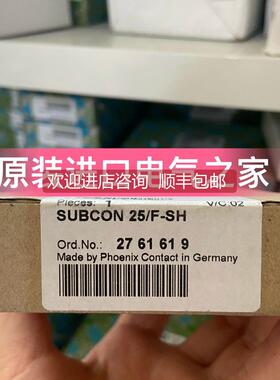 原装进口电气之家
欢迎进店咨询 顺丰包邮
Pieces: 1 V/C 02
SUBCON 25/F-SH
Ord.No.: 27 61 61 9
Made by Phoenix Contact in Germany